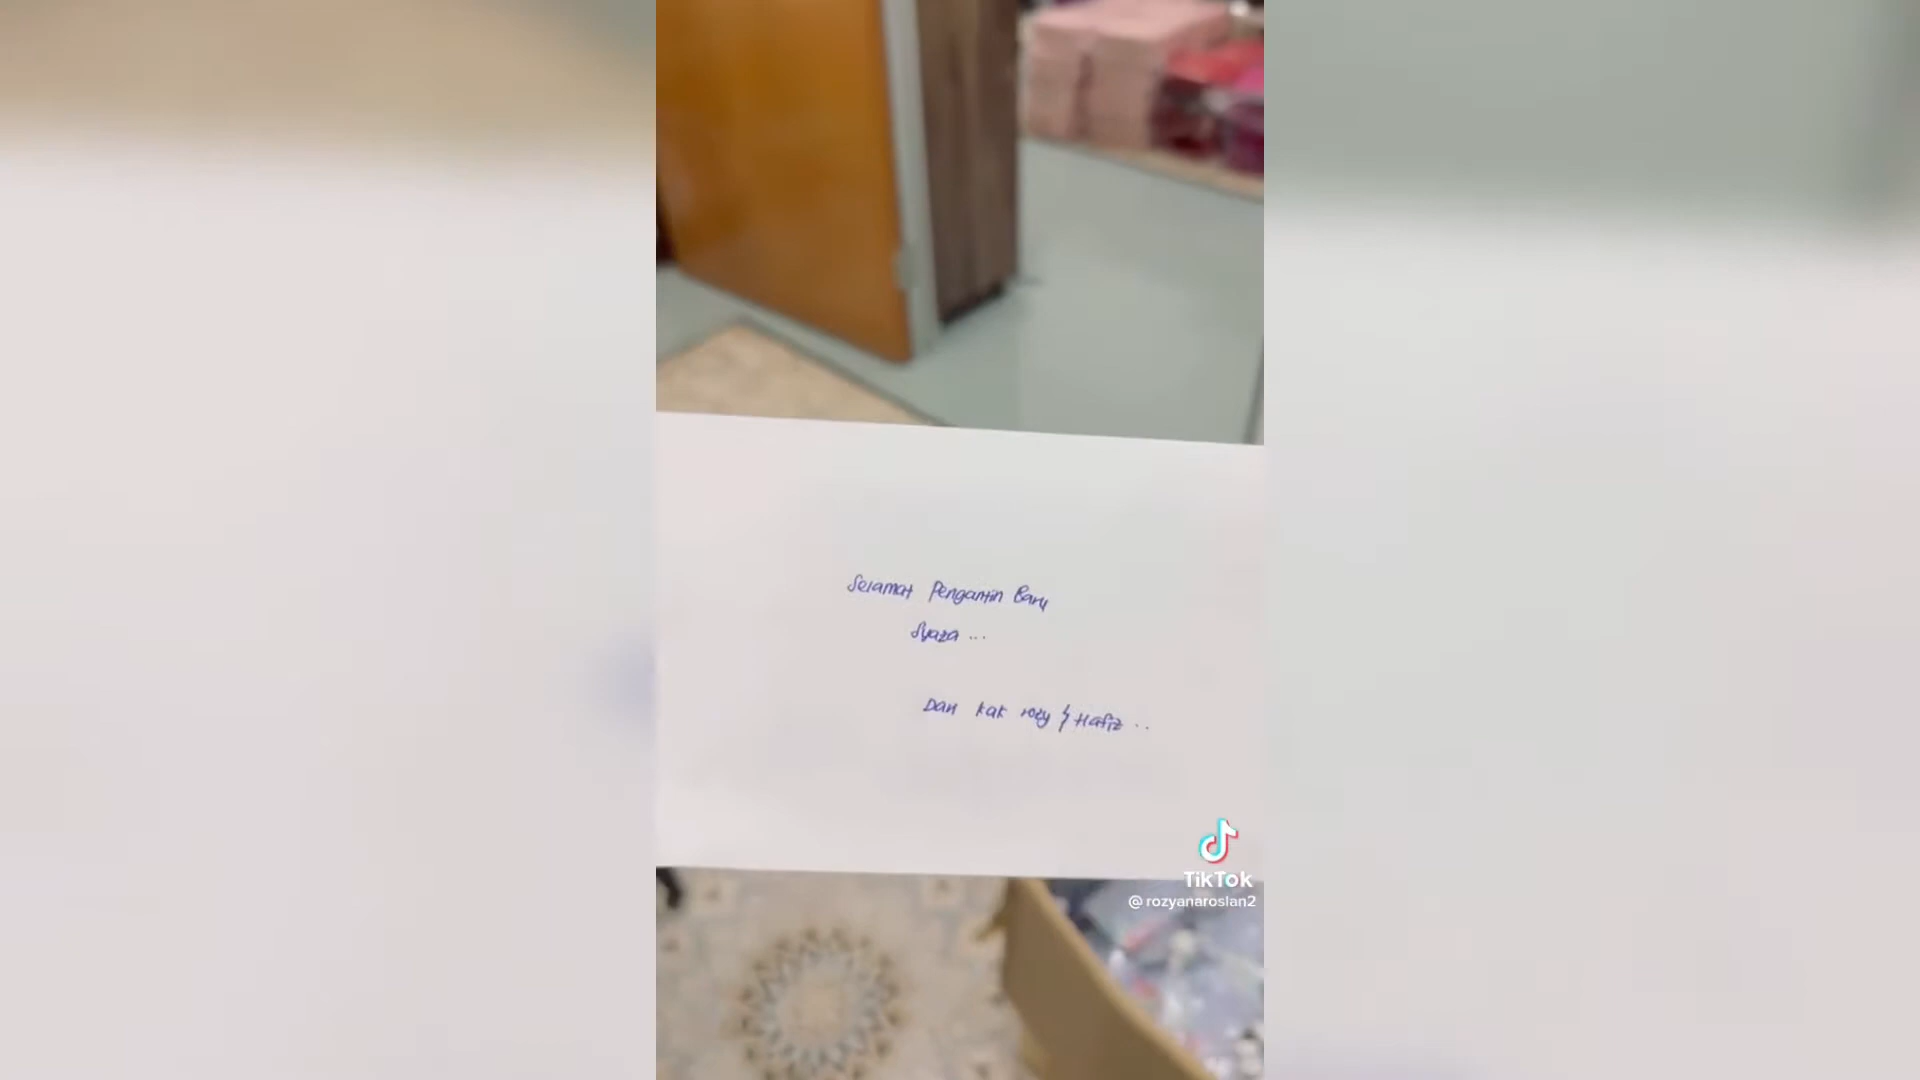 Selamat Pengantin Baru
Syaza ...
Dan kak rozy & Hafiz ..
TikTok
@rozyanaroslan2